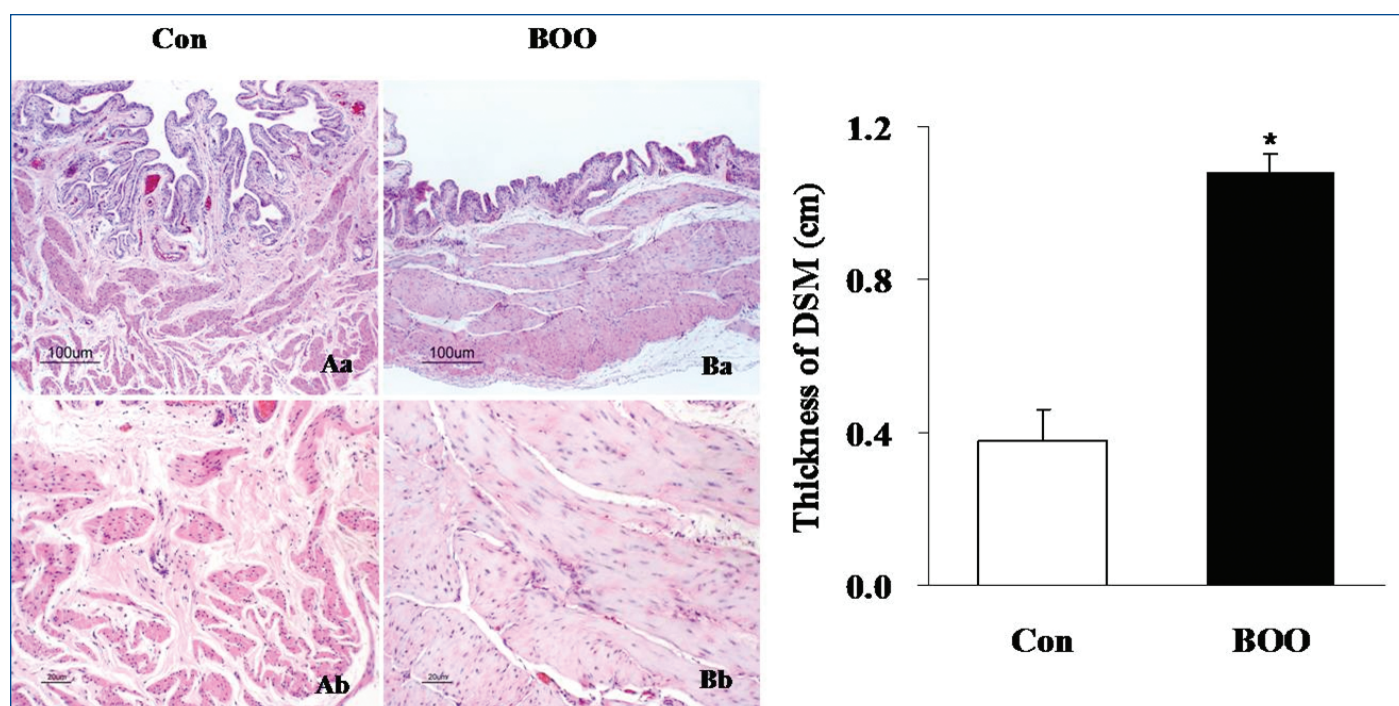 Con
BOO
100um
Aa
100um
Ba
20um
Ab
20um
Bb
Thickness of DSM (cm)
1.2
0.8
0.4
0.0
*
Con
BOO